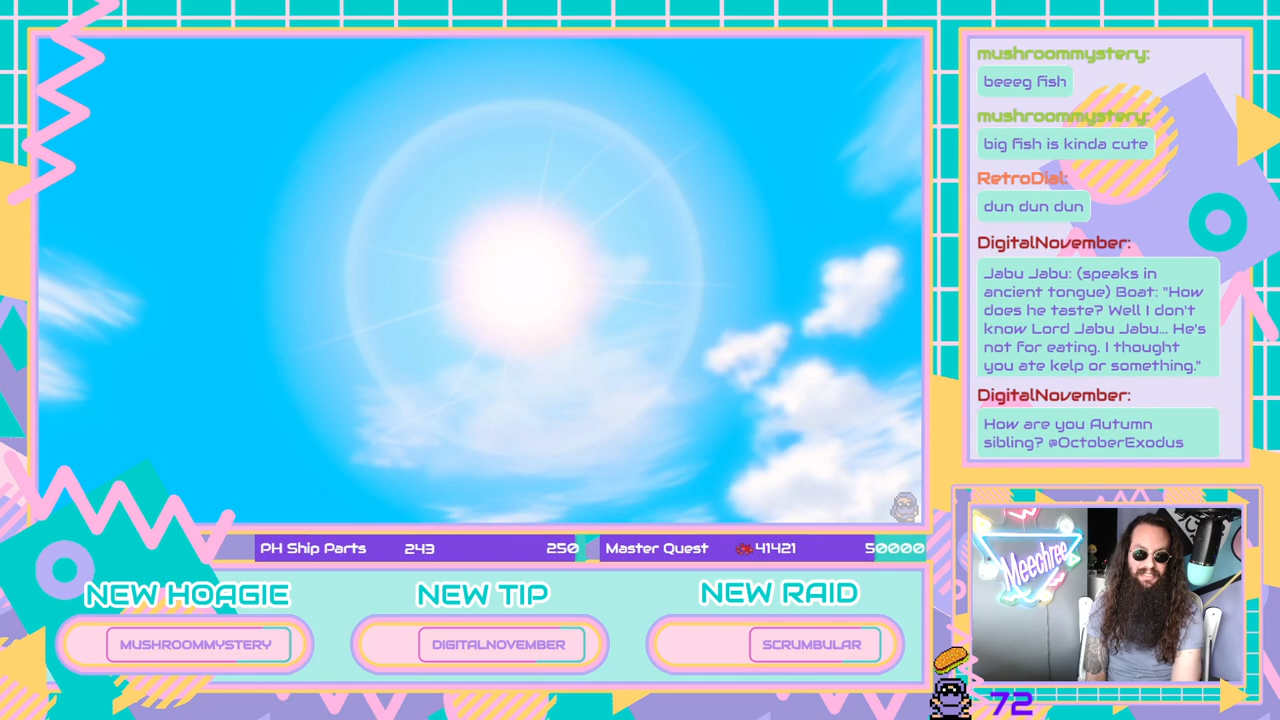 mushroommystery:
beeeg fish
mushroommystery:
big fish is kinda cute
RetroDial:
dun dun dun
DigitalNovember:
Jabu Jabu: (speaks in
ancient tongue) Boat: "How
does he taste? Well I don't
know Lord Jabu Jabu... He's
not for eating. I thought
you ate kelp or something."
DigitalNovember:
How are you Autumn
sibling? @OctoberExodus
PH Ship Parts 243 250
Master Quest 41421 50000
NEW HOAGIE
MUSHROOMMYSTERY
NEW TIP
DIGITALNOVEMBER
NEW RAID
SCRUMBULAR
Meechree
72